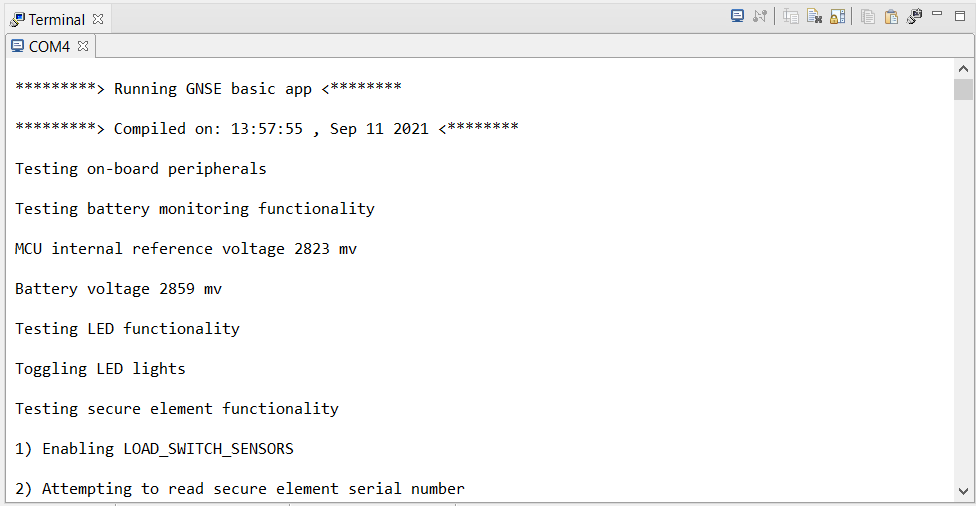 Terminal
COM4
*********> Running GNSE basic app <********
*********> Compiled on: 13:57:55 , Sep 11 2021 <********
Testing on-board peripherals
Testing battery monitoring functionality
MCU internal reference voltage 2823 mv
Battery voltage 2859 mv
Testing LED functionality
Toggling LED lights
Testing secure element functionality
1) Enabling LOAD_SWITCH_SENSORS
2) Attempting to read secure element serial number